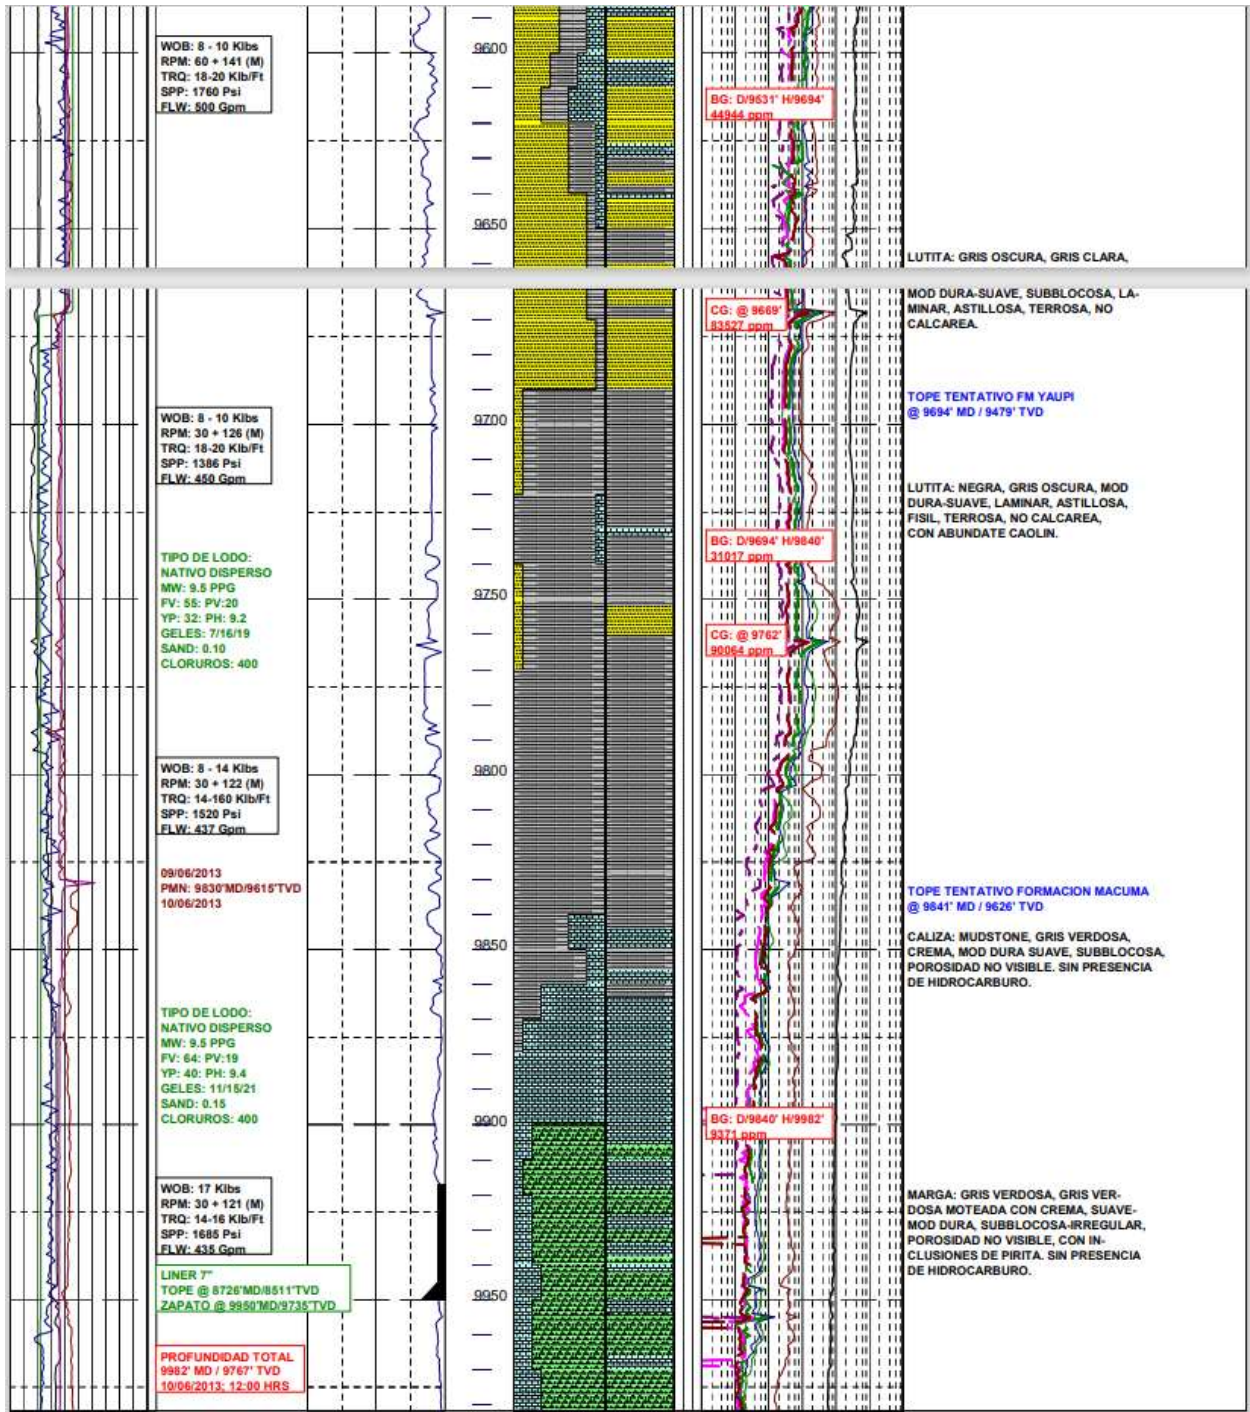 WOB: 8 - 10 Klbs
RPM: 60 + 141 (M)
TRQ: 18-20 Klb/Ft
SPP: 1760 Psi
FLW: 500 Gpm
9600
BG: D/9531' H/9694'
44944 ppm
9650
LUTITA: GRIS OSCURA, GRIS CLARA,
MOD DURA-SUAVE, SUBBLOCOSA, LA-
MINAR, ASTILLOSA, TERROSA, NO
CALCAREA.
CG: @ 9669'
83527 ppm
TOPE TENTATIVO FM YAUPI
@ 9694' MD / 9479' TVD
WOB: 8 - 10 Klbs
RPM: 30 + 126 (M)
TRQ: 18-20 Klb/Ft
SPP: 1386 Psi
FLW: 450 Gpm
9700
LUTITA: NEGRA, GRIS OSCURA, MOD
DURA-SUAVE, LAMINAR, ASTILLOSA,
FISIL, TERROSA, NO CALCAREA,
CON ABUNDATE CAOLIN.
BG: D/9694' H/9840'
31017 ppm
TIPO DE LODO:
NATIVO DISPERSO
MW: 9.5 PPG
FV: 55: PV:20
YP: 32: PH: 9.2
GELES: 7/16/19
SAND: 0.10
CLORUROS: 400
9750
CG: @ 9762'
90064 ppm
WOB: 8 - 14 Klbs
RPM: 30 + 122 (M)
TRQ: 14-160 Klb/Ft
SPP: 1520 Psi
FLW: 437 Gpm
9800
09/06/2013
PMN: 9830'MD/9615'TVD
10/06/2013
TOPE TENTATIVO FORMACION MACUMA
@ 9841' MD / 9626' TVD
9850
CALIZA: MUDSTONE, GRIS VERDOSA,
CREMA, MOD DURA SUAVE, SUBBLOCOSA,
POROSIDAD NO VISIBLE. SIN PRESENCIA
DE HIDROCARBURO.
TIPO DE LODO:
NATIVO DISPERSO
MW: 9.5 PPG
FV: 64: PV:19
YP: 40: PH: 9.4
GELES: 11/15/21
SAND: 0.15
CLORUROS: 400
9900
BG: D/9840' H/9982'
9371 ppm
WOB: 17 Klbs
RPM: 30 + 121 (M)
TRQ: 14-16 Klb/Ft
SPP: 1685 Psi
FLW: 435 Gpm
MARGA: GRIS VERDOSA, GRIS VER-
DOSA MOTEADA CON CREMA, SUAVE-
MOD DURA, SUBBLOCOSA-IRREGULAR,
POROSIDAD NO VISIBLE, CON IN-
CLUSIONES DE PIRITA. SIN PRESENCIA
DE HIDROCARBURO.
LINER 7"
TOPE @ 8726'MD/8511'TVD
ZAPATO @ 9950'MD/9735'TVD
9950
PROFUNDIDAD TOTAL
9982' MD / 9767' TVD
10/06/2013; 12:00 HRS